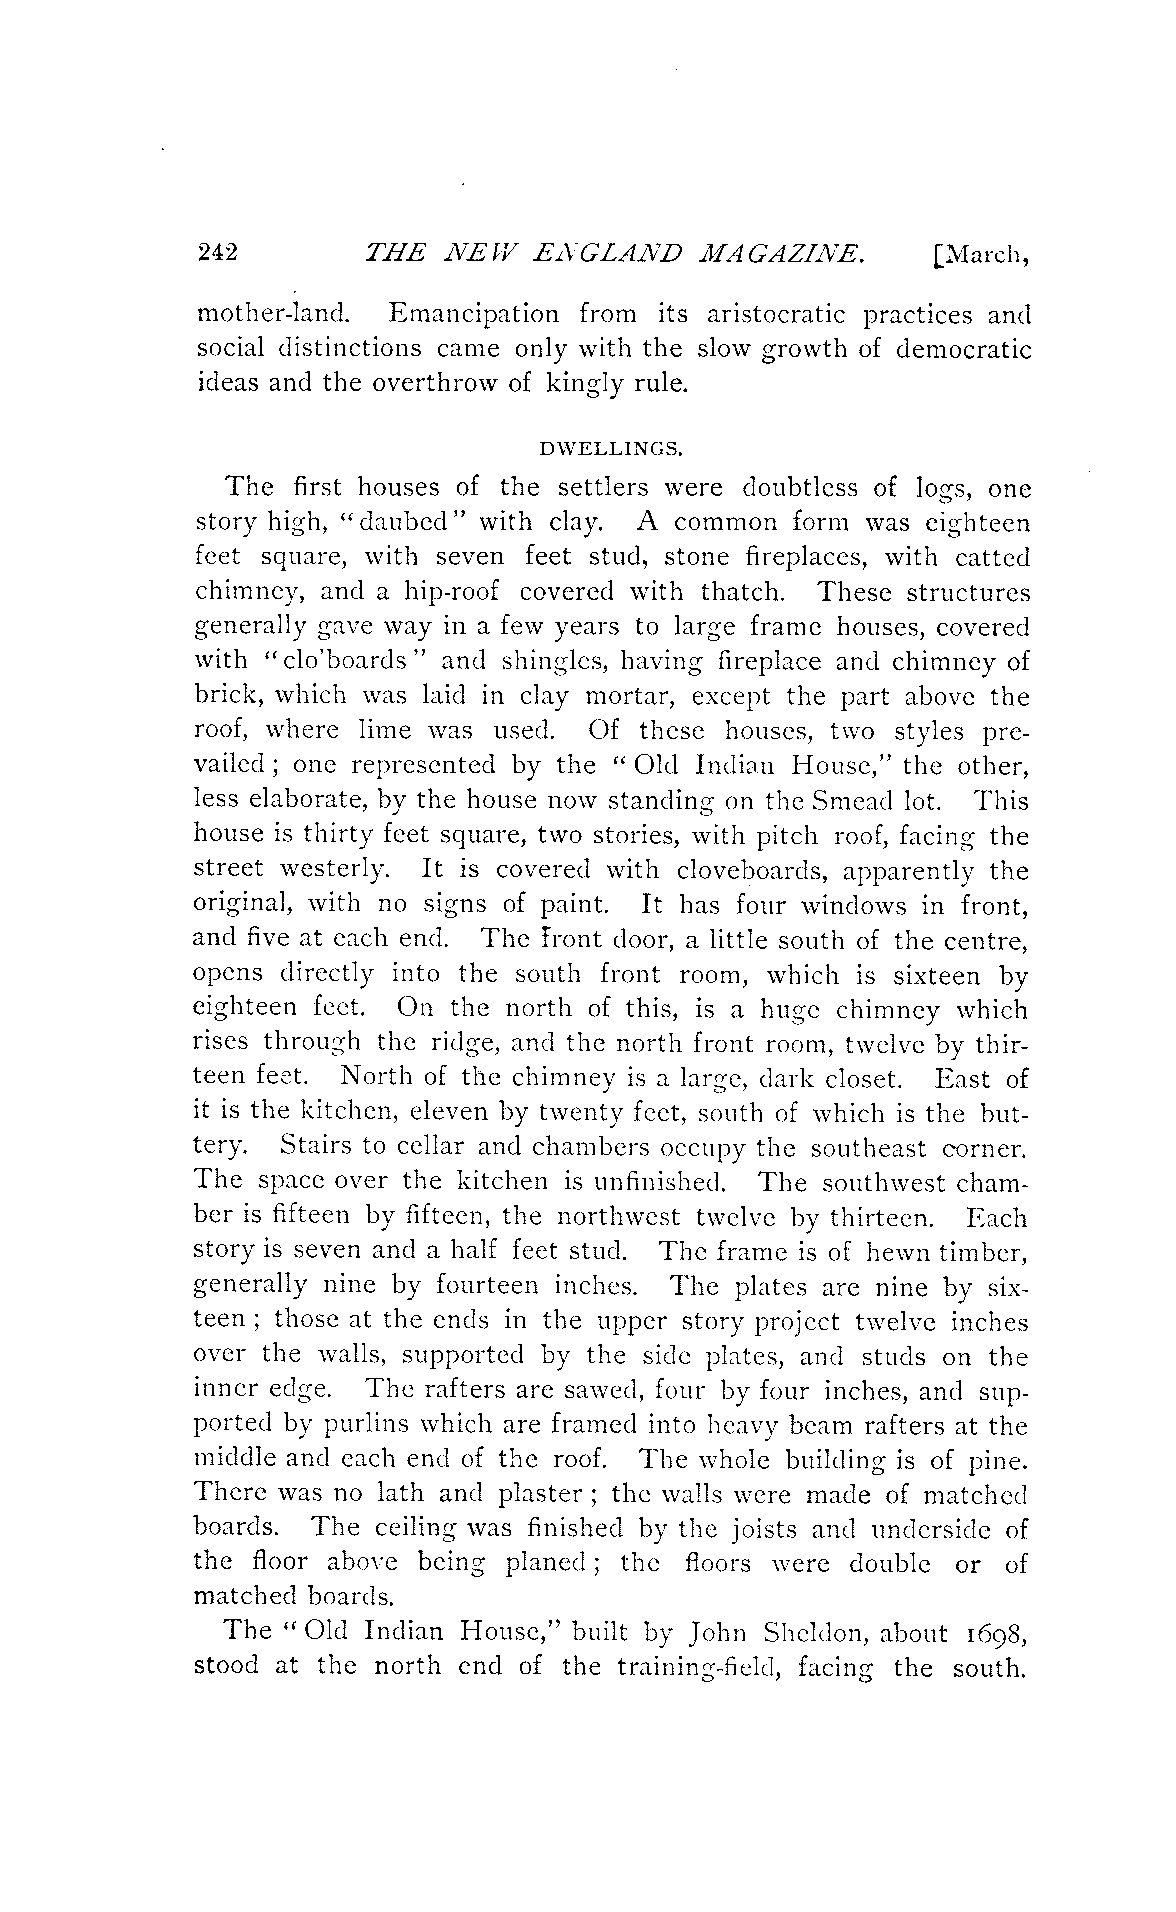 242 THE NEW ENGLAND MAGAZINE. [March,
mother-land. Emancipation from its aristocratic practices and
social distinctions came only with the slow growth of democratic
ideas and the overthrow of kingly rule.
DWELLINGS.
The first houses of the settlers were doubtless of logs, one
story high, "daubed" with clay. A common form was eighteen
feet square, with seven feet stud, stone fireplaces, with catted
chimney, and a hip-roof covered with thatch. These structures
generally gave way in a few years to large frame houses, covered
with "clo'boards" and shingles, having fireplace and chimney of
brick, which was laid in clay mortar, except the part above the
roof, where lime was used. Of these houses, two styles pre-
vailed; one represented by the "Old Indian House," the other,
less elaborate, by the house now standing on the Smead lot. This
house is thirty feet square, two stories, with pitch roof, facing the
street westerly. It is covered with cloveboards, apparently the
original, with no signs of paint. It has four windows in front,
and five at each end. The front door, a little south of the centre,
opens directly into the south front room, which is sixteen by
eighteen feet. On the north of this, is a huge chimney which
rises through the ridge, and the north front room, twelve by thir-
teen feet. North of the chimney is a large, dark closet. East of
it is the kitchen, eleven by twenty feet, south of which is the but-
tery. Stairs to cellar and chambers occupy the southeast corner.
The space over the kitchen is unfinished. The southwest cham-
ber is fifteen by fifteen, the northwest twelve by thirteen. Each
story is seven and a half feet stud. The frame is of hewn timber,
generally nine by fourteen inches. The plates are nine by six-
teen; those at the ends in the upper story project twelve inches
over the walls, supported by the side plates, and studs on the
inner edge. The rafters are sawed, four by four inches, and sup-
ported by purlins which are framed into heavy beam rafters at the
middle and each end of the roof. The whole building is of pine.
There was no lath and plaster; the walls were made of matched
boards. The ceiling was finished by the joists and underside of
the floor above being planed; the floors were double or of
matched boards.
The "Old Indian House," built by John Sheldon, about 1698,
stood at the north end of the training-field, facing the south.